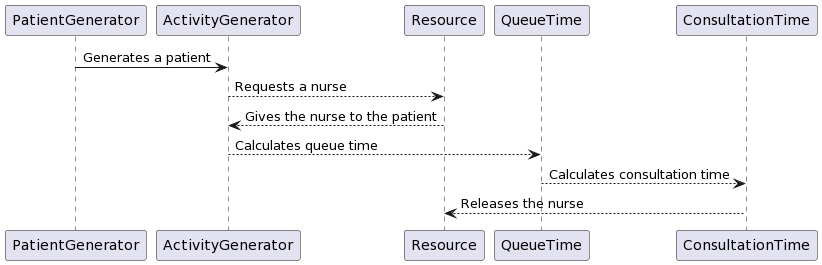 PatientGenerator ActivityGenerator Resource QueueTime ConsultationTime
Generates a patient
Requests a nurse
Gives the nurse to the patient
Calculates queue time
Calculates consultation time
Releases the nurse
PatientGenerator ActivityGenerator Resource QueueTime ConsultationTime